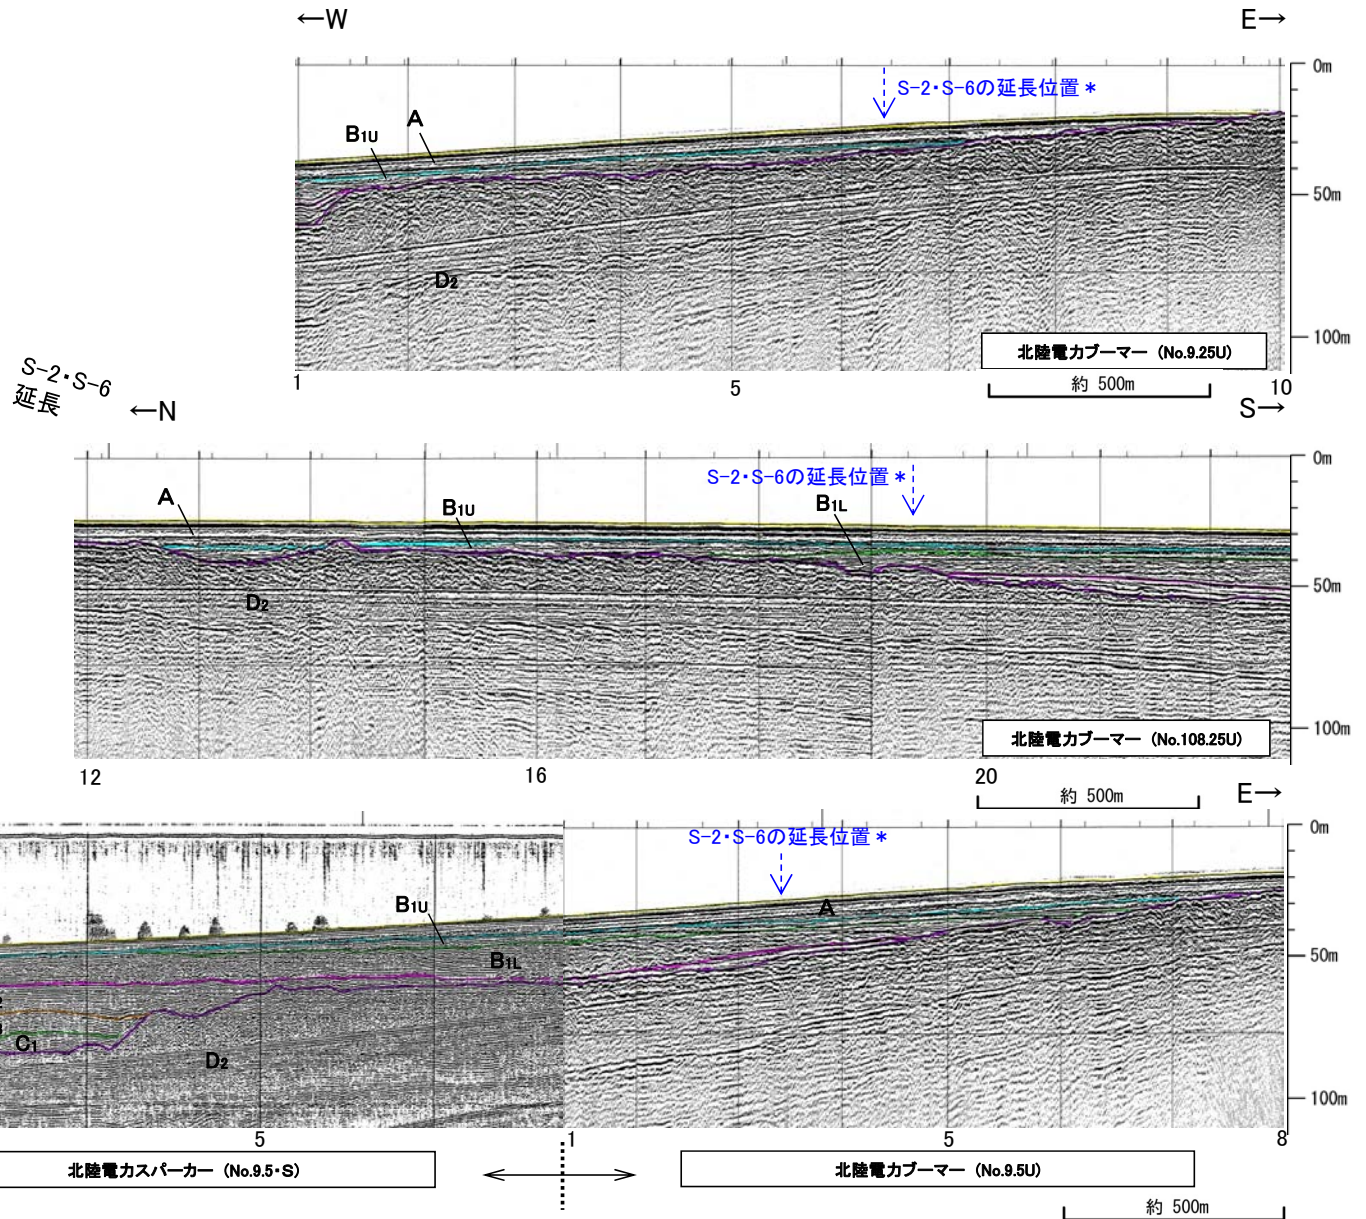 ←W
E→
0m
S-2・S-6の延長位置*
A
B1U
50m
D2
100m
北陸電力ブーマー (No.9.25U)
1
5
10
約 500m
S-2・S-6
延長
←N
S→
0m
S-2・S-6の延長位置*
A
B1U
B1L
50m
D2
100m
北陸電力ブーマー (No.108.25U)
12
16
20
約 500m
E→
0m
S-2・S-6の延長位置*
B1U
A
B1L
50m
C1
D2
100m
5
1
5
8
北陸電力スパーカー (No.9.5・S)
北陸電力ブーマー (No.9.5U)
約 500m